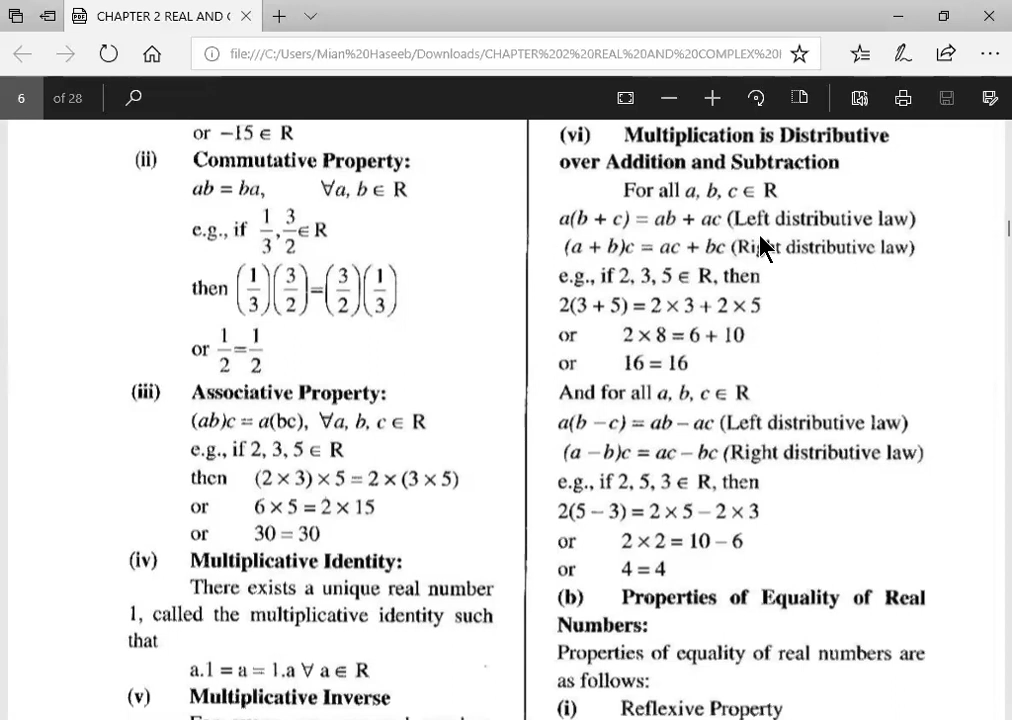 CHAPTER 2 REAL AND C
file:///C:/Users/Mian%20Haseeb/Downloads/CHAPTER%202%20REAL%20AND%20COMPLEX%20
6 of 28
or −15 ∈ R
(ii) Commutative Property:
ab = ba, ∀a, b ∈ R
e.g., if 1/3, 3/2 ∈ R
then (1/3)(3/2) = (3/2)(1/3)
or 1/2 = 1/2
(iii) Associative Property:
(ab)c = a(bc), ∀a, b, c ∈ R
e.g., if 2, 3, 5 ∈ R
then (2 × 3) × 5 = 2 × (3 × 5)
or 6 × 5 = 2 × 15
or 30 = 30
(iv) Multiplicative Identity:
There exists a unique real number
1, called the multiplicative identity such
that
a.1 = a = 1.a ∀ a ∈ R
(v) Multiplicative Inverse
(vi) Multiplication is Distributive
over Addition and Subtraction
For all a, b, c ∈ R
a(b + c) = ab + ac (Left distributive law)
(a + b)c = ac + bc (Right distributive law)
e.g., if 2, 3, 5 ∈ R, then
2(3 + 5) = 2 × 3 + 2 × 5
or 2 × 8 = 6 + 10
or 16 = 16
And for all a, b, c ∈ R
a(b − c) = ab − ac (Left distributive law)
(a − b)c = ac − bc (Right distributive law)
e.g., if 2, 5, 3 ∈ R, then
2(5 − 3) = 2 × 5 − 2 × 3
or 2 × 2 = 10 − 6
or 4 = 4
(b) Properties of Equality of Real
Numbers:
Properties of equality of real numbers are
as follows:
(i) Reflexive Property